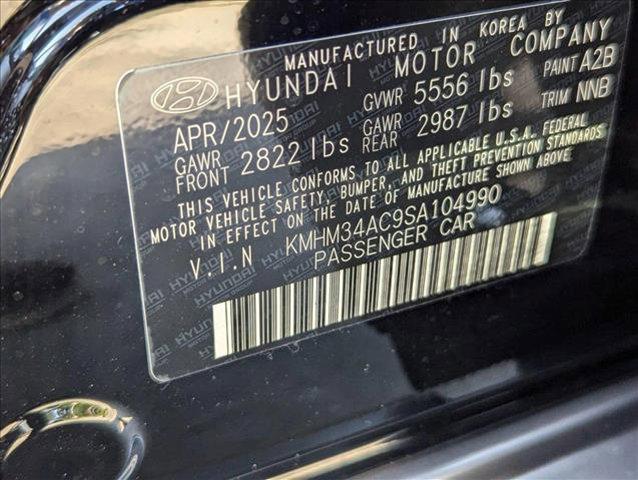 MANUFACTURED IN KOREA BY
HYUNDAI MOTOR COMPANY
APR/2025 GVWR 5556 lbs PAINT A2B
GAWR FRONT 2822 lbs GAWR REAR 2987 lbs TRIM NNB
THIS VEHICLE CONFORMS TO ALL APPLICABLE U.S.A. FEDERAL
MOTOR VEHICLE SAFETY, BUMPER, AND THEFT PREVENTION STANDARDS
IN EFFECT ON THE DATE OF MANUFACTURE SHOWN ABOVE.
V.I.N KMHM34AC9SA104990
PASSENGER CAR